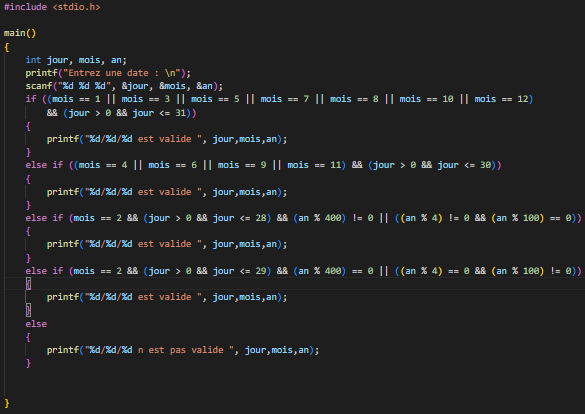 #include <stdio.h>
main()
{
int jour, mois, an;
printf("Entrez une date : \n");
scanf("%d %d %d", &jour, &mois, &an);
if ((mois == 1 || mois == 3 || mois == 5 || mois == 7 || mois == 8 || mois == 10 || mois == 12)
&& (jour > 0 && jour <= 31))
{
printf("%d/%d/%d est valide ", jour,mois,an);
}
else if ((mois == 4 || mois == 6 || mois == 9 || mois == 11) && (jour > 0 && jour <= 30))
{
printf("%d/%d/%d est valide ", jour,mois,an);
}
else if (mois == 2 && (jour > 0 && jour <= 28) && (an % 400) != 0 || ((an % 4) != 0 && (an % 100) == 0))
{
printf("%d/%d/%d est valide ", jour,mois,an);
}
else if (mois == 2 && (jour > 0 && jour <= 29) && (an % 400) == 0 || ((an % 4) == 0 && (an % 100) != 0))
{
printf("%d/%d/%d est valide ", jour,mois,an);
}
else
{
printf("%d/%d/%d n est pas valide ", jour,mois,an);
}
}